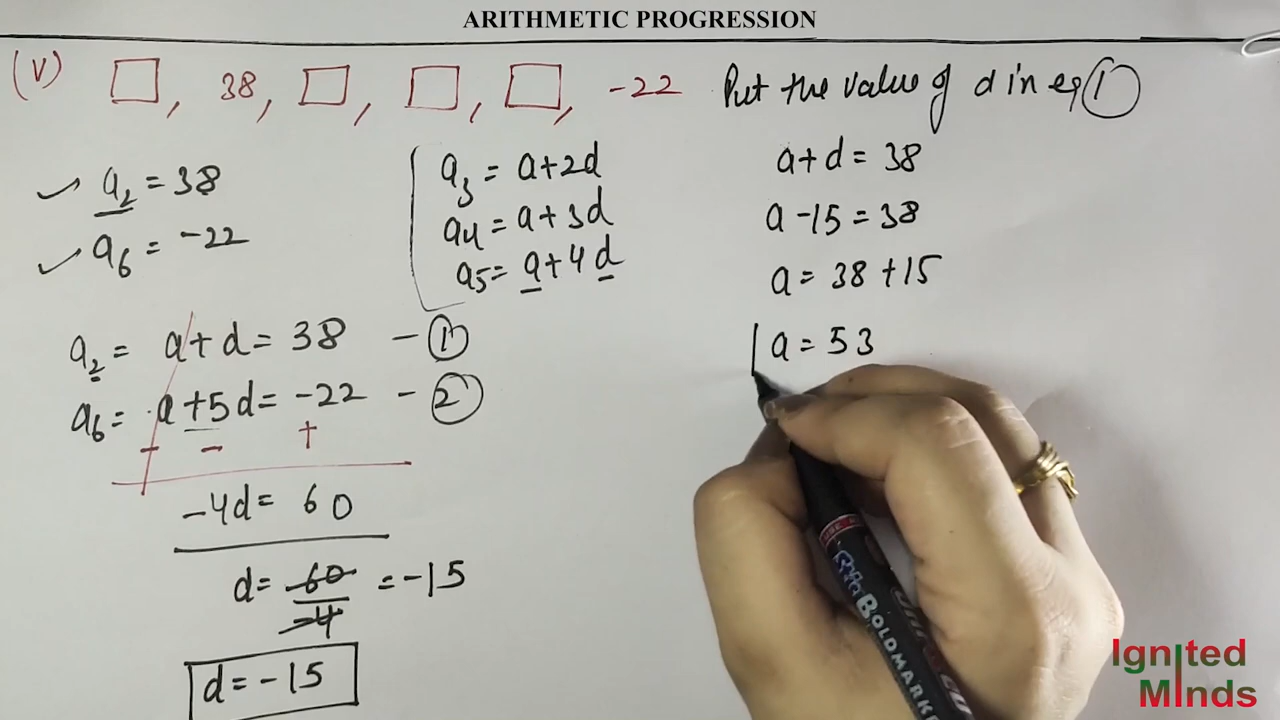 ARITHMETIC PROGRESSION
(V) □, 38, □, □, □, -22
a₂ = 38
a₆ = -22
a₃ = a+2d
a₄ = a+3d
a₅ = a+4d
a₂ = a+d = 38 - ①
a₆ = a+5d = -22 - ②
- - +
-4d = 60
d = 60/-4 = -15
d = -15
Put the value of d in eq ①
a+d = 38
a-15 = 38
a = 38+15
a = 53
BOLDMARKE
Ignited
Minds